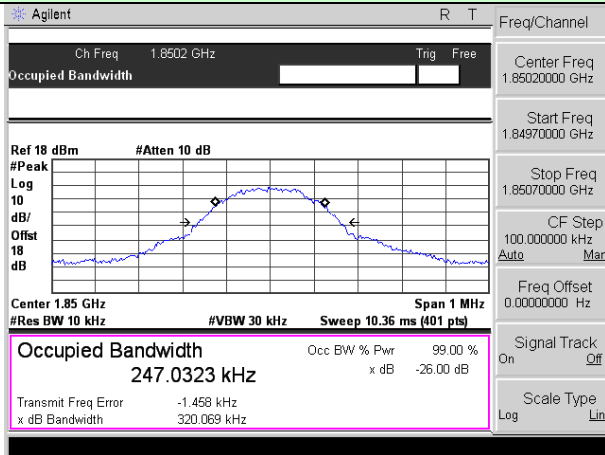 Agilent R T
Freq/Channel
Ch Freq 1.8502 GHz Trig Free
Occupied Bandwidth
Center Freq
1.85020000 GHz
Start Freq
1.84970000 GHz
Stop Freq
1.85070000 GHz
CF Step
100.000000 kHz
Auto Man
Freq Offset
0.00000000 Hz
Signal Track
On Off
Scale Type
Log Lin
Ref 18 dBm #Atten 10 dB
#Peak
Log
10
dB/
Offst
18
dB
Center 1.85 GHz Span 1 MHz
#Res BW 10 kHz #VBW 30 kHz Sweep 10.36 ms (401 pts)
Occupied Bandwidth Occ BW % Pwr 99.00 %
247.0323 kHz x dB -26.00 dB
Transmit Freq Error -1.458 kHz
x dB Bandwidth 320.069 kHz